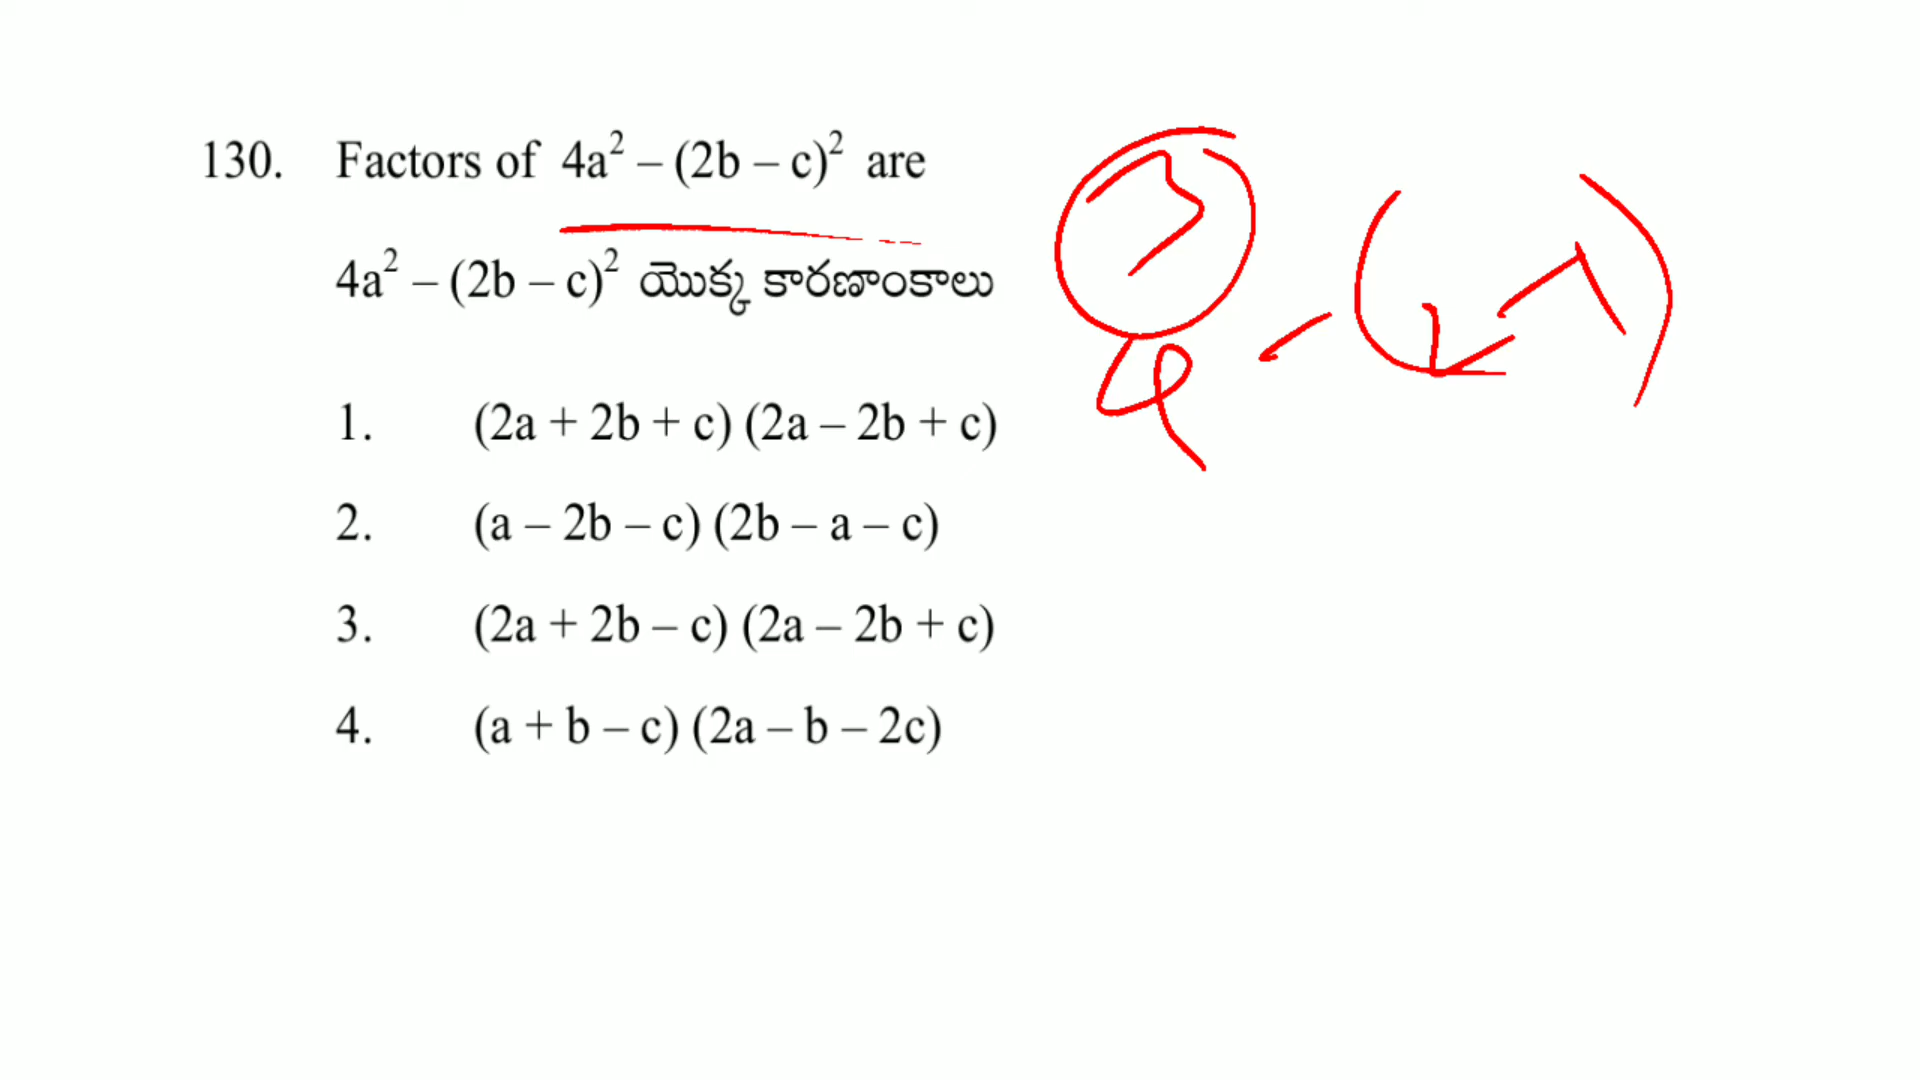 130. Factors of 4a² – (2b – c)² are
4a² – (2b – c)² యొక్క కారణాంకాలు
1. (2a + 2b + c) (2a – 2b + c)
2. (a – 2b – c) (2b – a – c)
3. (2a + 2b – c) (2a – 2b + c)
4. (a + b – c) (2a – b – 2c)